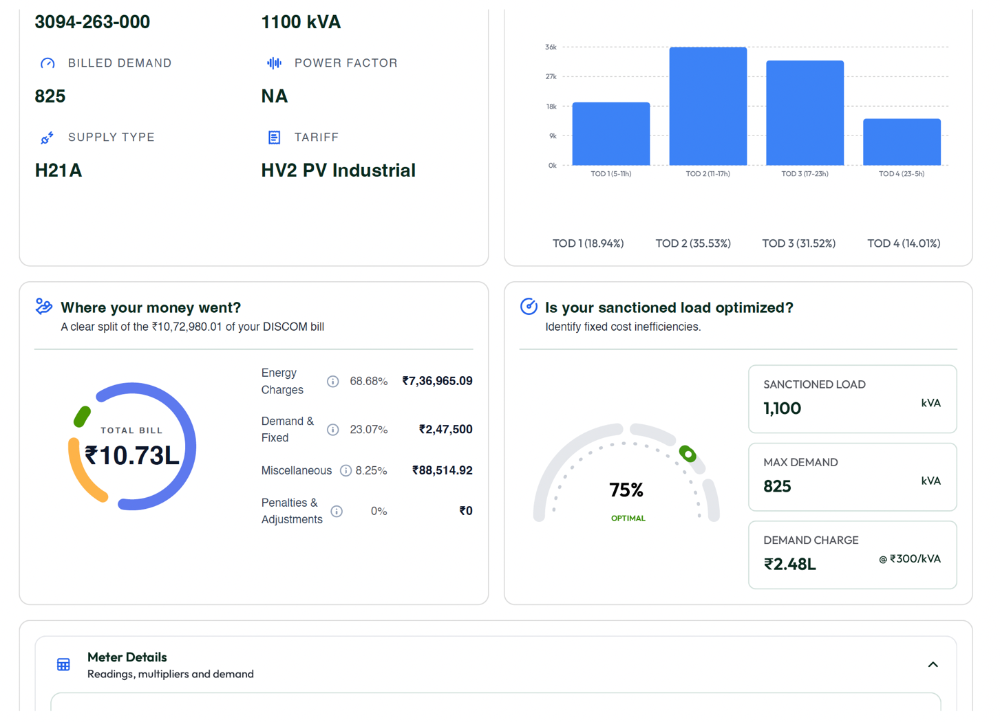 3094-263-000
1100 kVA
BILLED DEMAND
POWER FACTOR
825
NA
SUPPLY TYPE
TARIFF
H21A
HV2 PV Industrial
36k
27k
18k
9k
0k
TOD 1 (5-11h)
TOD 2 (11-17h)
TOD 3 (17-23h)
TOD 4 (23-5h)
TOD 1 (18.94%)
TOD 2 (35.53%)
TOD 3 (31.52%)
TOD 4 (14.01%)
Where your money went?
A clear split of the ₹10,72,980.01 of your DISCOM bill
TOTAL BILL
₹10.73L
Energy
Charges
68.68%
₹7,36,965.09
Demand &
Fixed
23.07%
₹2,47,500
Miscellaneous
8.25%
₹88,514.92
Penalties &
Adjustments
0%
₹0
Is your sanctioned load optimized?
Identify fixed cost inefficiencies.
75%
OPTIMAL
SANCTIONED LOAD
1,100
kVA
MAX DEMAND
825
kVA
DEMAND CHARGE
₹2.48L
@ ₹300/kVA
Meter Details
Readings, multipliers and demand